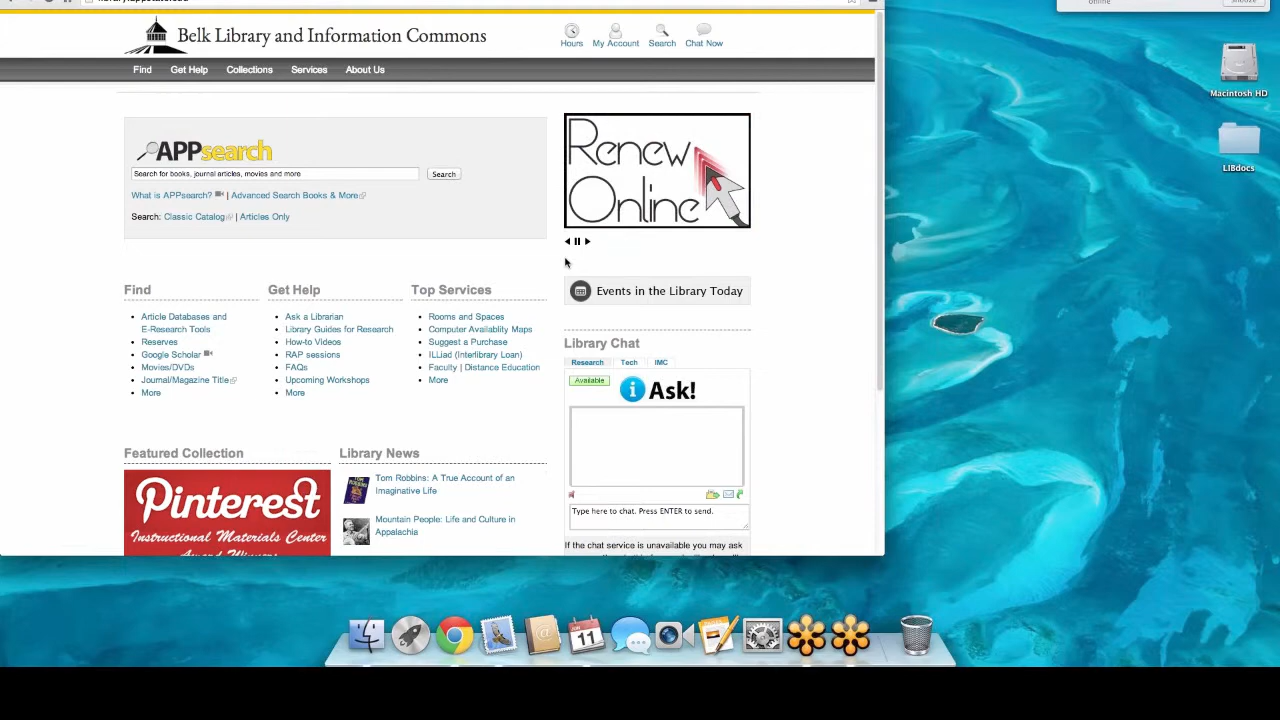 online
Belk Library and Information Commons
Hours
My Account
Search
Chat Now
Find
Get Help
Collections
Services
About Us
APPsearch
Search for books, journal articles, movies and more
Search
What is APPsearch? | Advanced Search Books & More
Search: Classic Catalog | Articles Only
Renew
Online
Events in the Library Today
Find
Article Databases and
E-Research Tools
Reserves
Google Scholar
Movies/DVDs
Journal/Magazine Title
More
Get Help
Ask a Librarian
Library Guides for Research
How-to Videos
RAP sessions
FAQs
Upcoming Workshops
More
Top Services
Rooms and Spaces
Computer Availablity Maps
Suggest a Purchase
ILLiad (Interlibrary Loan)
Faculty | Distance Education
More
Library Chat
Research
Tech
IMC
Available
Ask!
Type here to chat. Press ENTER to send.
If the chat service is unavailable you may ask
Featured Collection
Pinterest
Instructional Materials Center
Award Winners
Library News
Tom Robbins: A True Account of an
Imaginative Life
Mountain People: Life and Culture in
Appalachia
Macintosh HD
LIBdocs
JUN
11